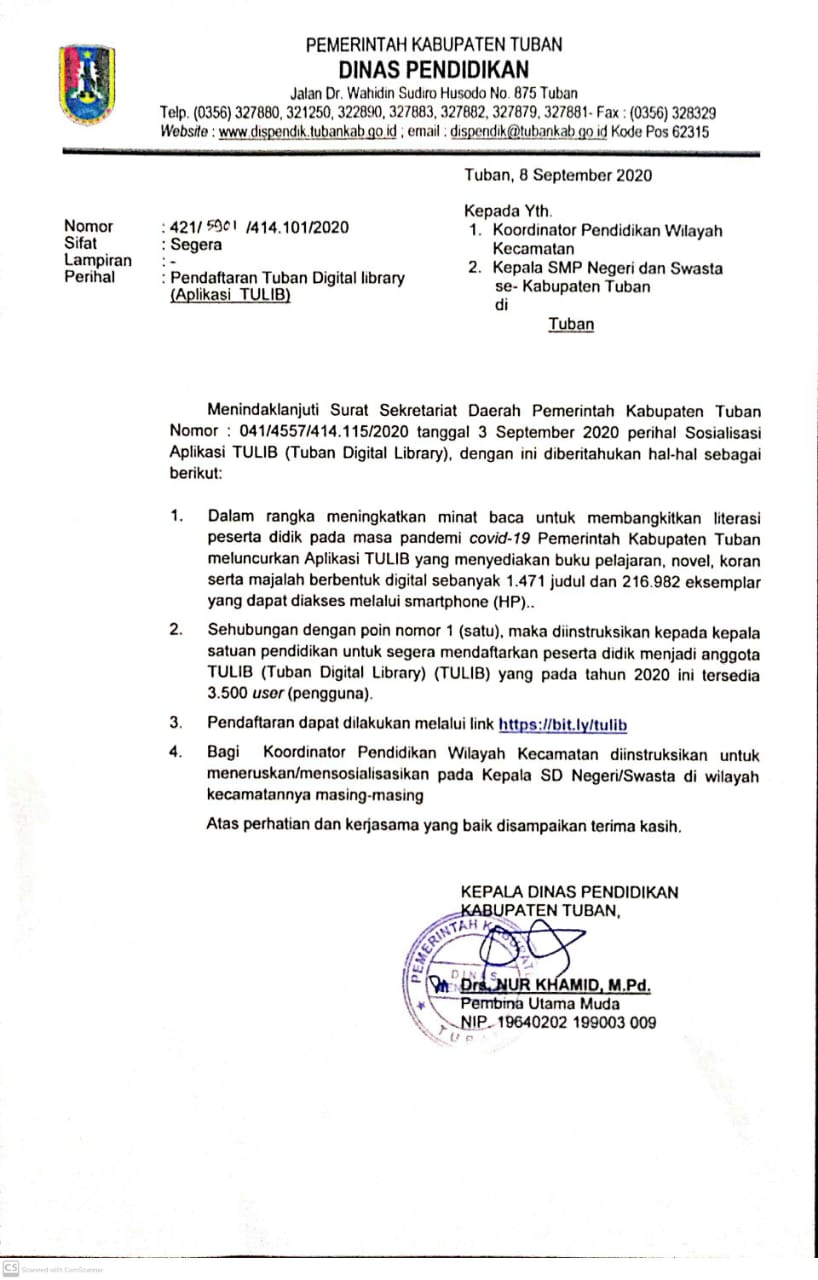 PEMERINTAH KABUPATEN TUBAN
DINAS PENDIDIKAN
Jalan Dr. Wahidin Sudiro Husodo No. 875 Tuban
Telp. (0356) 327880, 321250, 322890, 327883, 327882, 327879, 327881- Fax : (0356) 328329
Website : www.dispendik.tubankab.go.id ; email : dispendik@tubankab.go.id Kode Pos 62315
Tuban, 8 September 2020
Nomor : 421/ 5901 /414.101/2020
Sifat : Segera
Lampiran : -
Perihal : Pendaftaran Tuban Digital library
(Aplikasi TULIB)
Kepada Yth.
1. Koordinator Pendidikan Wilayah
Kecamatan
2. Kepala SMP Negeri dan Swasta
se- Kabupaten Tuban
di
Tuban
Menindaklanjuti Surat Sekretariat Daerah Pemerintah Kabupaten Tuban
Nomor : 041/4557/414.115/2020 tanggal 3 September 2020 perihal Sosialisasi
Aplikasi TULIB (Tuban Digital Library), dengan ini diberitahukan hal-hal sebagai
berikut:
1. Dalam rangka meningkatkan minat baca untuk membangkitkan literasi
peserta didik pada masa pandemi covid-19 Pemerintah Kabupaten Tuban
meluncurkan Aplikasi TULIB yang menyediakan buku pelajaran, novel, koran
serta majalah berbentuk digital sebanyak 1.471 judul dan 216.982 eksemplar
yang dapat diakses melalui smartphone (HP)..
2. Sehubungan dengan poin nomor 1 (satu), maka diinstruksikan kepada kepala
satuan pendidikan untuk segera mendaftarkan peserta didik menjadi anggota
TULIB (Tuban Digital Library) (TULIB) yang pada tahun 2020 ini tersedia
3.500 user (pengguna).
3. Pendaftaran dapat dilakukan melalui link https://bit.ly/tulib
4. Bagi Koordinator Pendidikan Wilayah Kecamatan diinstruksikan untuk
meneruskan/mensosialisasikan pada Kepala SD Negeri/Swasta di wilayah
kecamatannya masing-masing
Atas perhatian dan kerjasama yang baik disampaikan terima kasih.
KEPALA DINAS PENDIDIKAN
KABUPATEN TUBAN,
PEMERINTAH KABUPATE
DINAS
TUBA
Drs. NUR KHAMID, M.Pd.
Pembina Utama Muda
NIP. 19640202 199003 009
CS Scanned with CamScanner